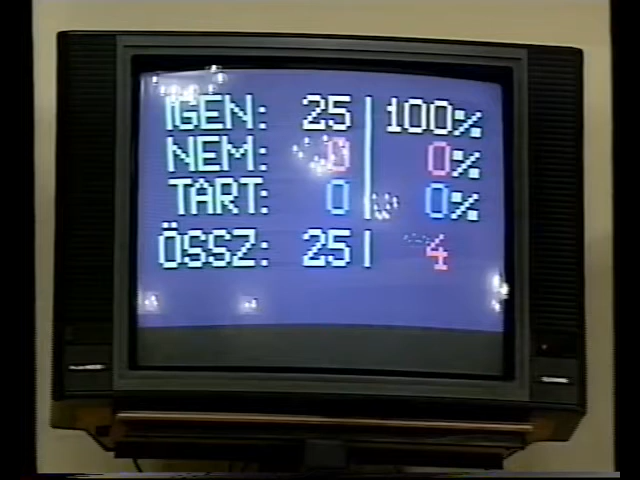 IGEN: 25 | 100%
NEM: 0 0%
TART: 0 0%
ÖSSZ: 25 | 4